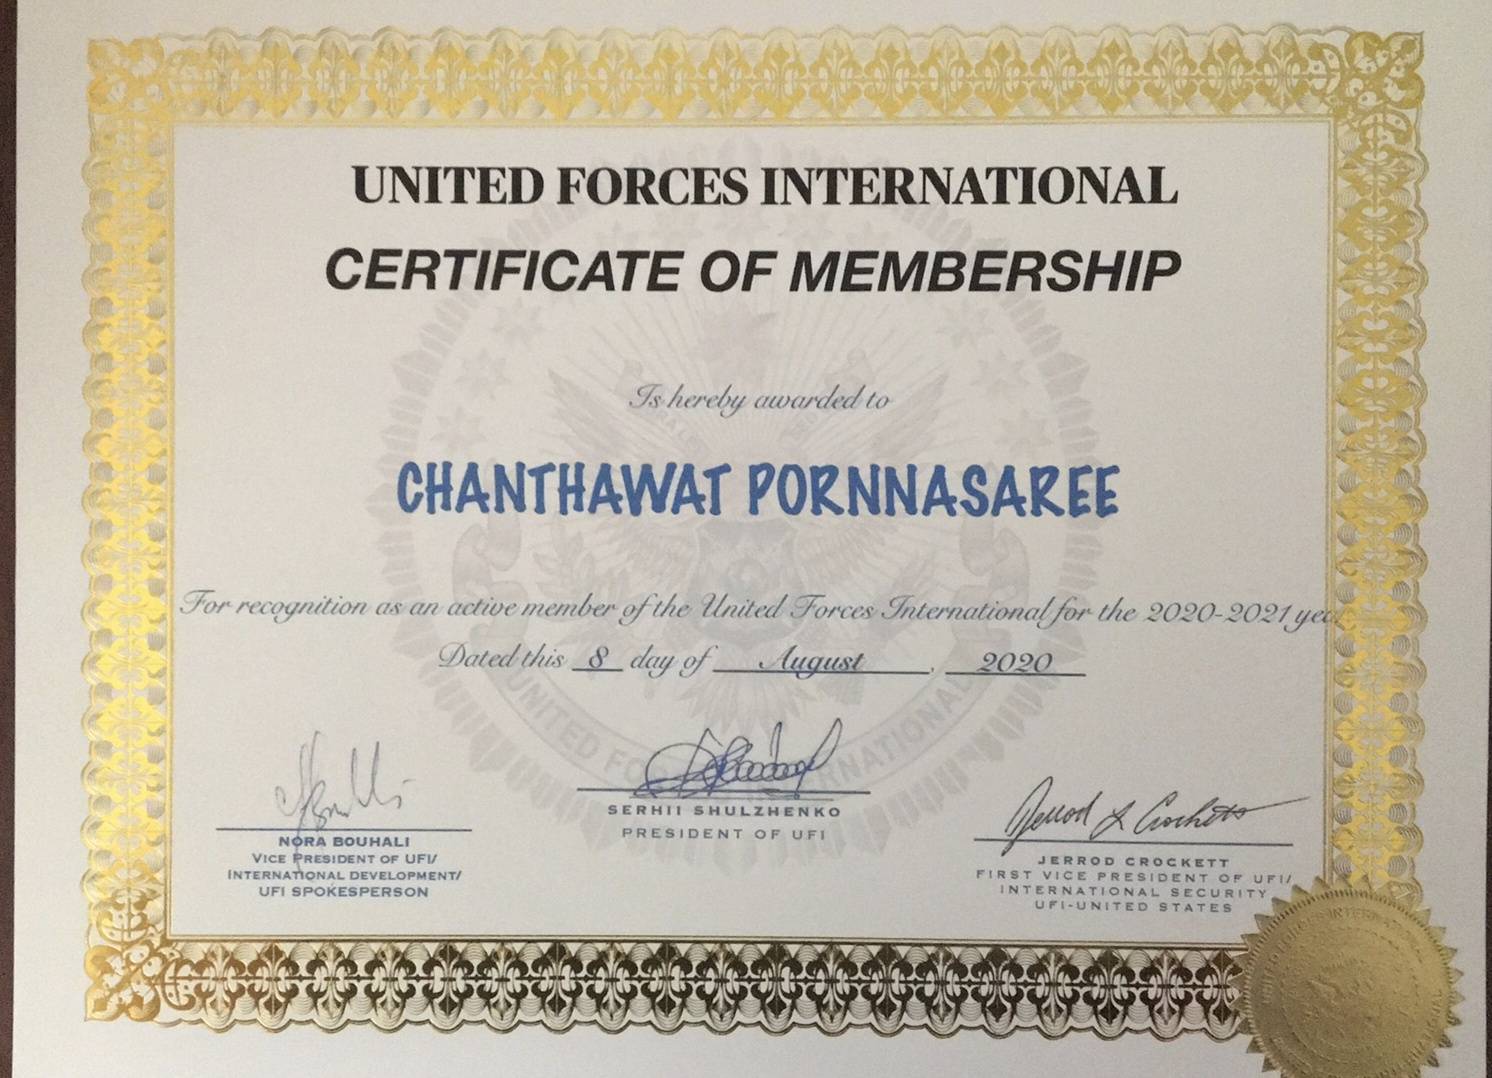 UNITED FORCES INTERNATIONAL
CERTIFICATE OF MEMBERSHIP
Is hereby awarded to
CHANTHAWAT PORNNASAREE
For recognition as an active member of the United Forces International for the 2020-2021 year
Dated this 8 day of August, 2020
NORA BOUHALI
VICE PRESIDENT OF UFI/
INTERNATIONAL DEVELOPMENT/
UFI SPOKESPERSON
SERHII SHULZHENKO
PRESIDENT OF UFI
Jerrod L Crockett
JERROD CROCKETT
FIRST VICE PRESIDENT OF UFI/
INTERNATIONAL SECURITY
UFI-UNITED STATES
UNITED FORCES INTERNATIONAL